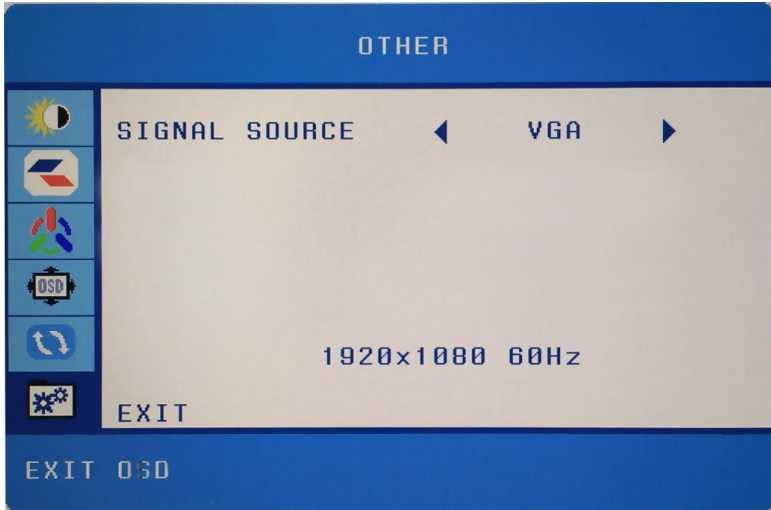 OTHER
SIGNAL SOURCE VGA
OSD
1920x1080 60Hz
EXIT
EXIT OSD